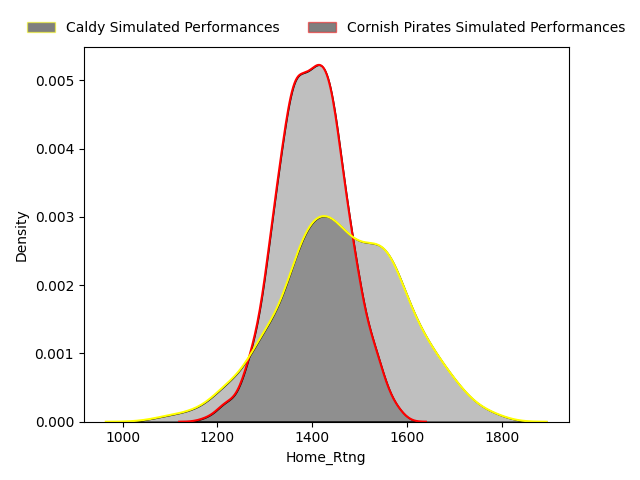 Caldy Simulated Performances
Cornish Pirates Simulated Performances
0.005
0.004
0.003
0.002
0.001
0.000
Density
1000
1200
1400
1600
1800
Home_Rtng